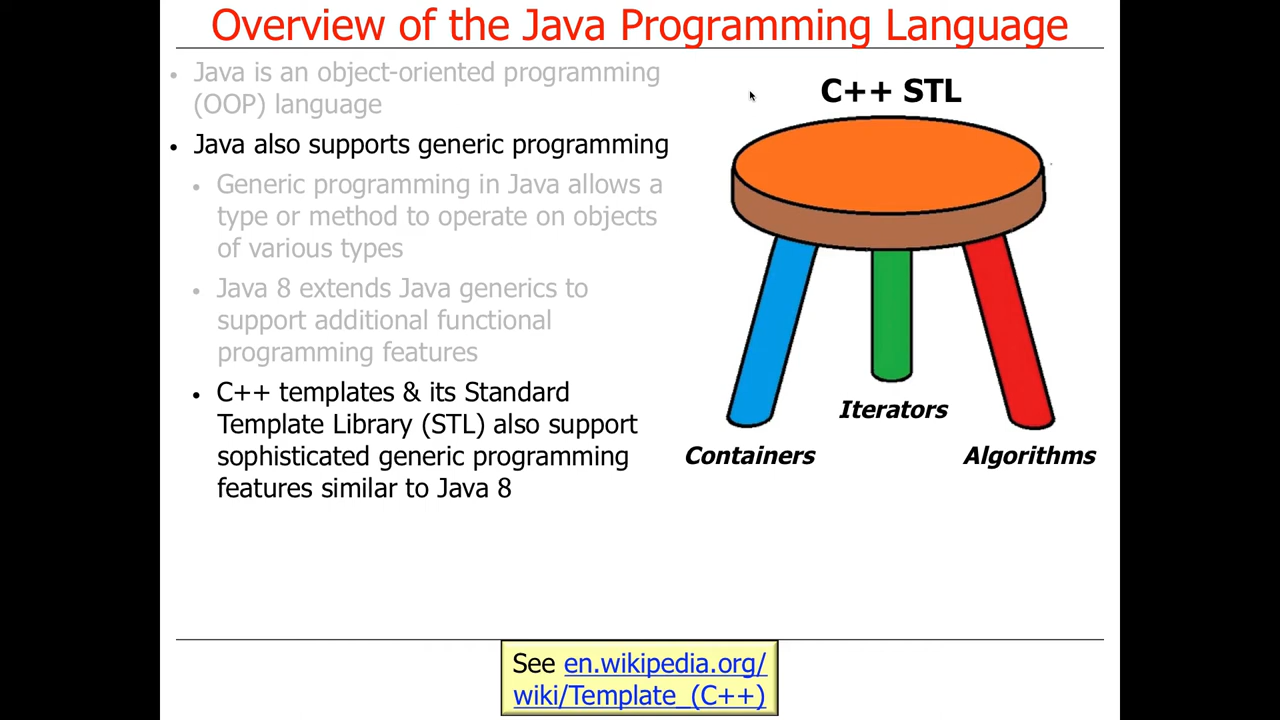 Overview of the Java Programming Language
• Java is an object-oriented programming
(OOP) language
• Java also supports generic programming
• Generic programming in Java allows a
type or method to operate on objects
of various types
• Java 8 extends Java generics to
support additional functional
programming features
• C++ templates & its Standard
Template Library (STL) also support
sophisticated generic programming
features similar to Java 8
C++ STL
Iterators
Containers
Algorithms
See en.wikipedia.org/
wiki/Template_(C++)